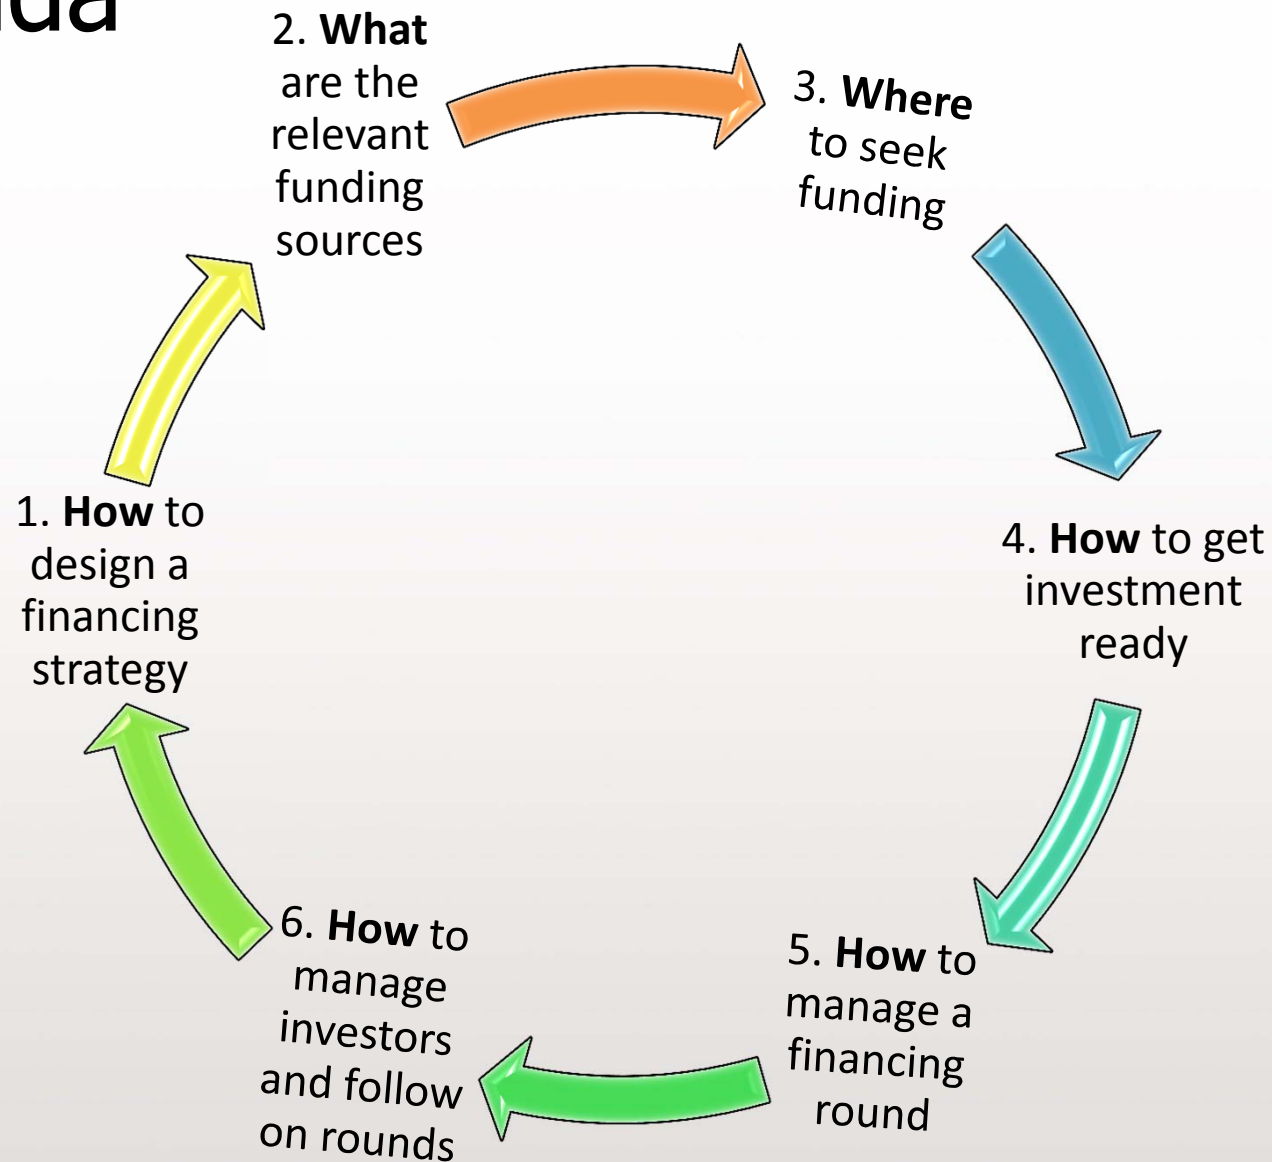 2. What
are the
relevant
funding
sources
3. Where
to seek
funding
1. How to
design a
financing
strategy
4. How to get
investment
ready
6. How to
manage
investors
and follow
on rounds
5. How to
manage a
financing
round